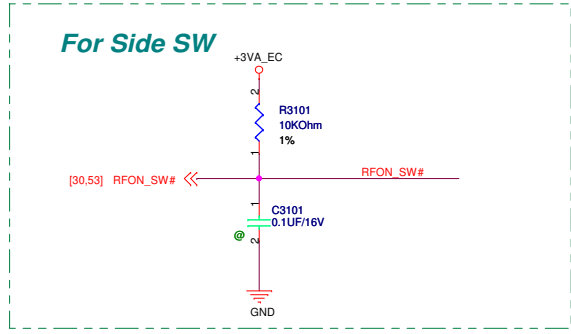 For Side SW
+3VA_EC
2
R3101
10KOhm
1%
1
[30,53] RFON_SW#
RFON_SW#
1
C3101
0.1UF/16V
@
2
GND